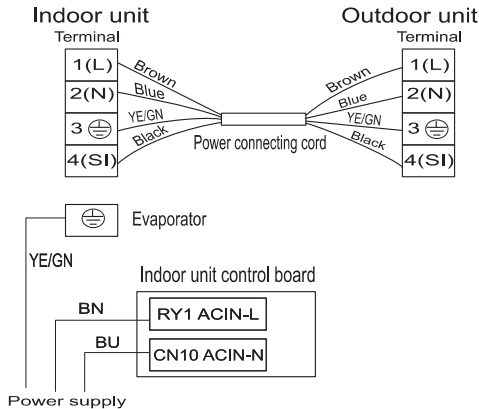 Indoor unit
Outdoor unit
Terminal
Terminal
1(L)
Brown
Brown
1(L)
2(N)
Blue
Blue
2(N)
3
YE/GN
YE/GN
3
4(SI)
Black
Power connecting cord
Black
4(SI)
Evaporator
YE/GN
Indoor unit control board
BN
RY1 ACIN-L
BU
CN10 ACIN-N
Power supply